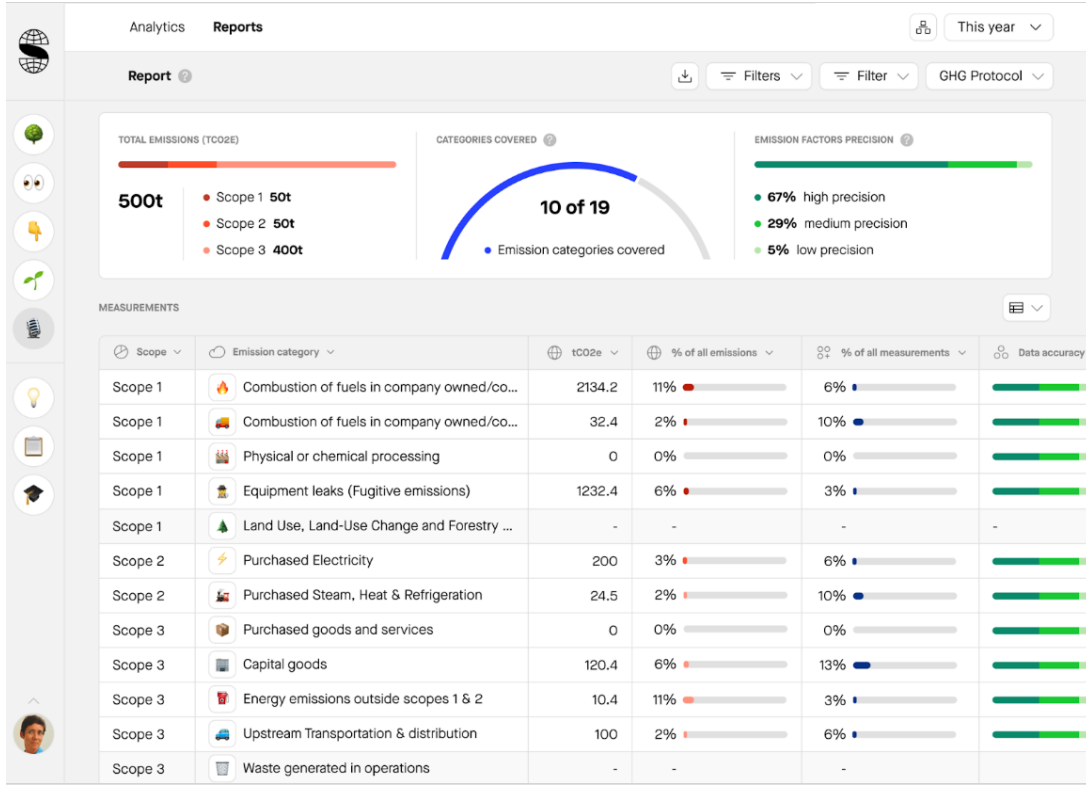 Analytics Reports This year
Report ? Filters Filter GHG Protocol
TOTAL EMISSIONS (TCO2E)
500t
Scope 1 50t
Scope 2 50t
Scope 3 400t
CATEGORIES COVERED ?
10 of 19
Emission categories covered
EMISSION FACTORS PRECISION ?
67% high precision
29% medium precision
5% low precision
MEASUREMENTS
Scope Emission category tCO2e % of all emissions % of all measurements Data accuracy
Scope 1 Combustion of fuels in company owned/co... 2134.2 11% 6%
Scope 1 Combustion of fuels in company owned/co... 32.4 2% 10%
Scope 1 Physical or chemical processing 0 0% 0%
Scope 1 Equipment leaks (Fugitive emissions) 1232.4 6% 3%
Scope 1 Land Use, Land-Use Change and Forestry ... - - - -
Scope 2 Purchased Electricity 200 3% 6%
Scope 2 Purchased Steam, Heat & Refrigeration 24.5 2% 10%
Scope 3 Purchased goods and services 0 0% 0%
Scope 3 Capital goods 120.4 6% 13%
Scope 3 Energy emissions outside scopes 1 & 2 10.4 11% 3%
Scope 3 Upstream Transportation & distribution 100 2% 6%
Scope 3 Waste generated in operations - - -